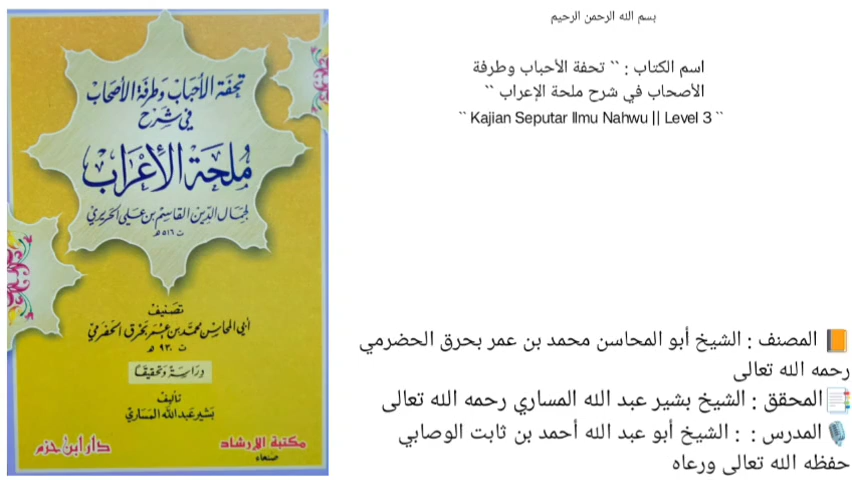 تحفة الأحباب وطرفة الأصحاب
في شرح
ملحة الإعراب
لجمال الدين القاسم بن علي الحريري
ت ٥١٦ هـ
تصنيف
أبي المحاسن محمد بن عمر بحرق الحضرمي
ت ٩٣٠ هـ
دراسة وتحقيقا
تأليف
بشير عبد الله المساري
مكتبة الإرشاد
صنعاء
دار ابن حزم
بسم الله الرحمن الرحيم
اسم الكتاب : `` تحفة الأحباب وطرفة
الأصحاب في شرح ملحة الإعراب ``
`` Kajian Seputar Ilmu Nahwu || Level 3 ``
📙 المصنف : الشيخ أبو المحاسن محمد بن عمر بحرق الحضرمي
رحمه الله تعالى
📑المحقق : الشيخ بشير عبد الله المساري رحمه الله تعالى
🎙️المدرس : : الشيخ أبو عبد الله أحمد بن ثابت الوصابي
حفظه الله تعالى ورعاه